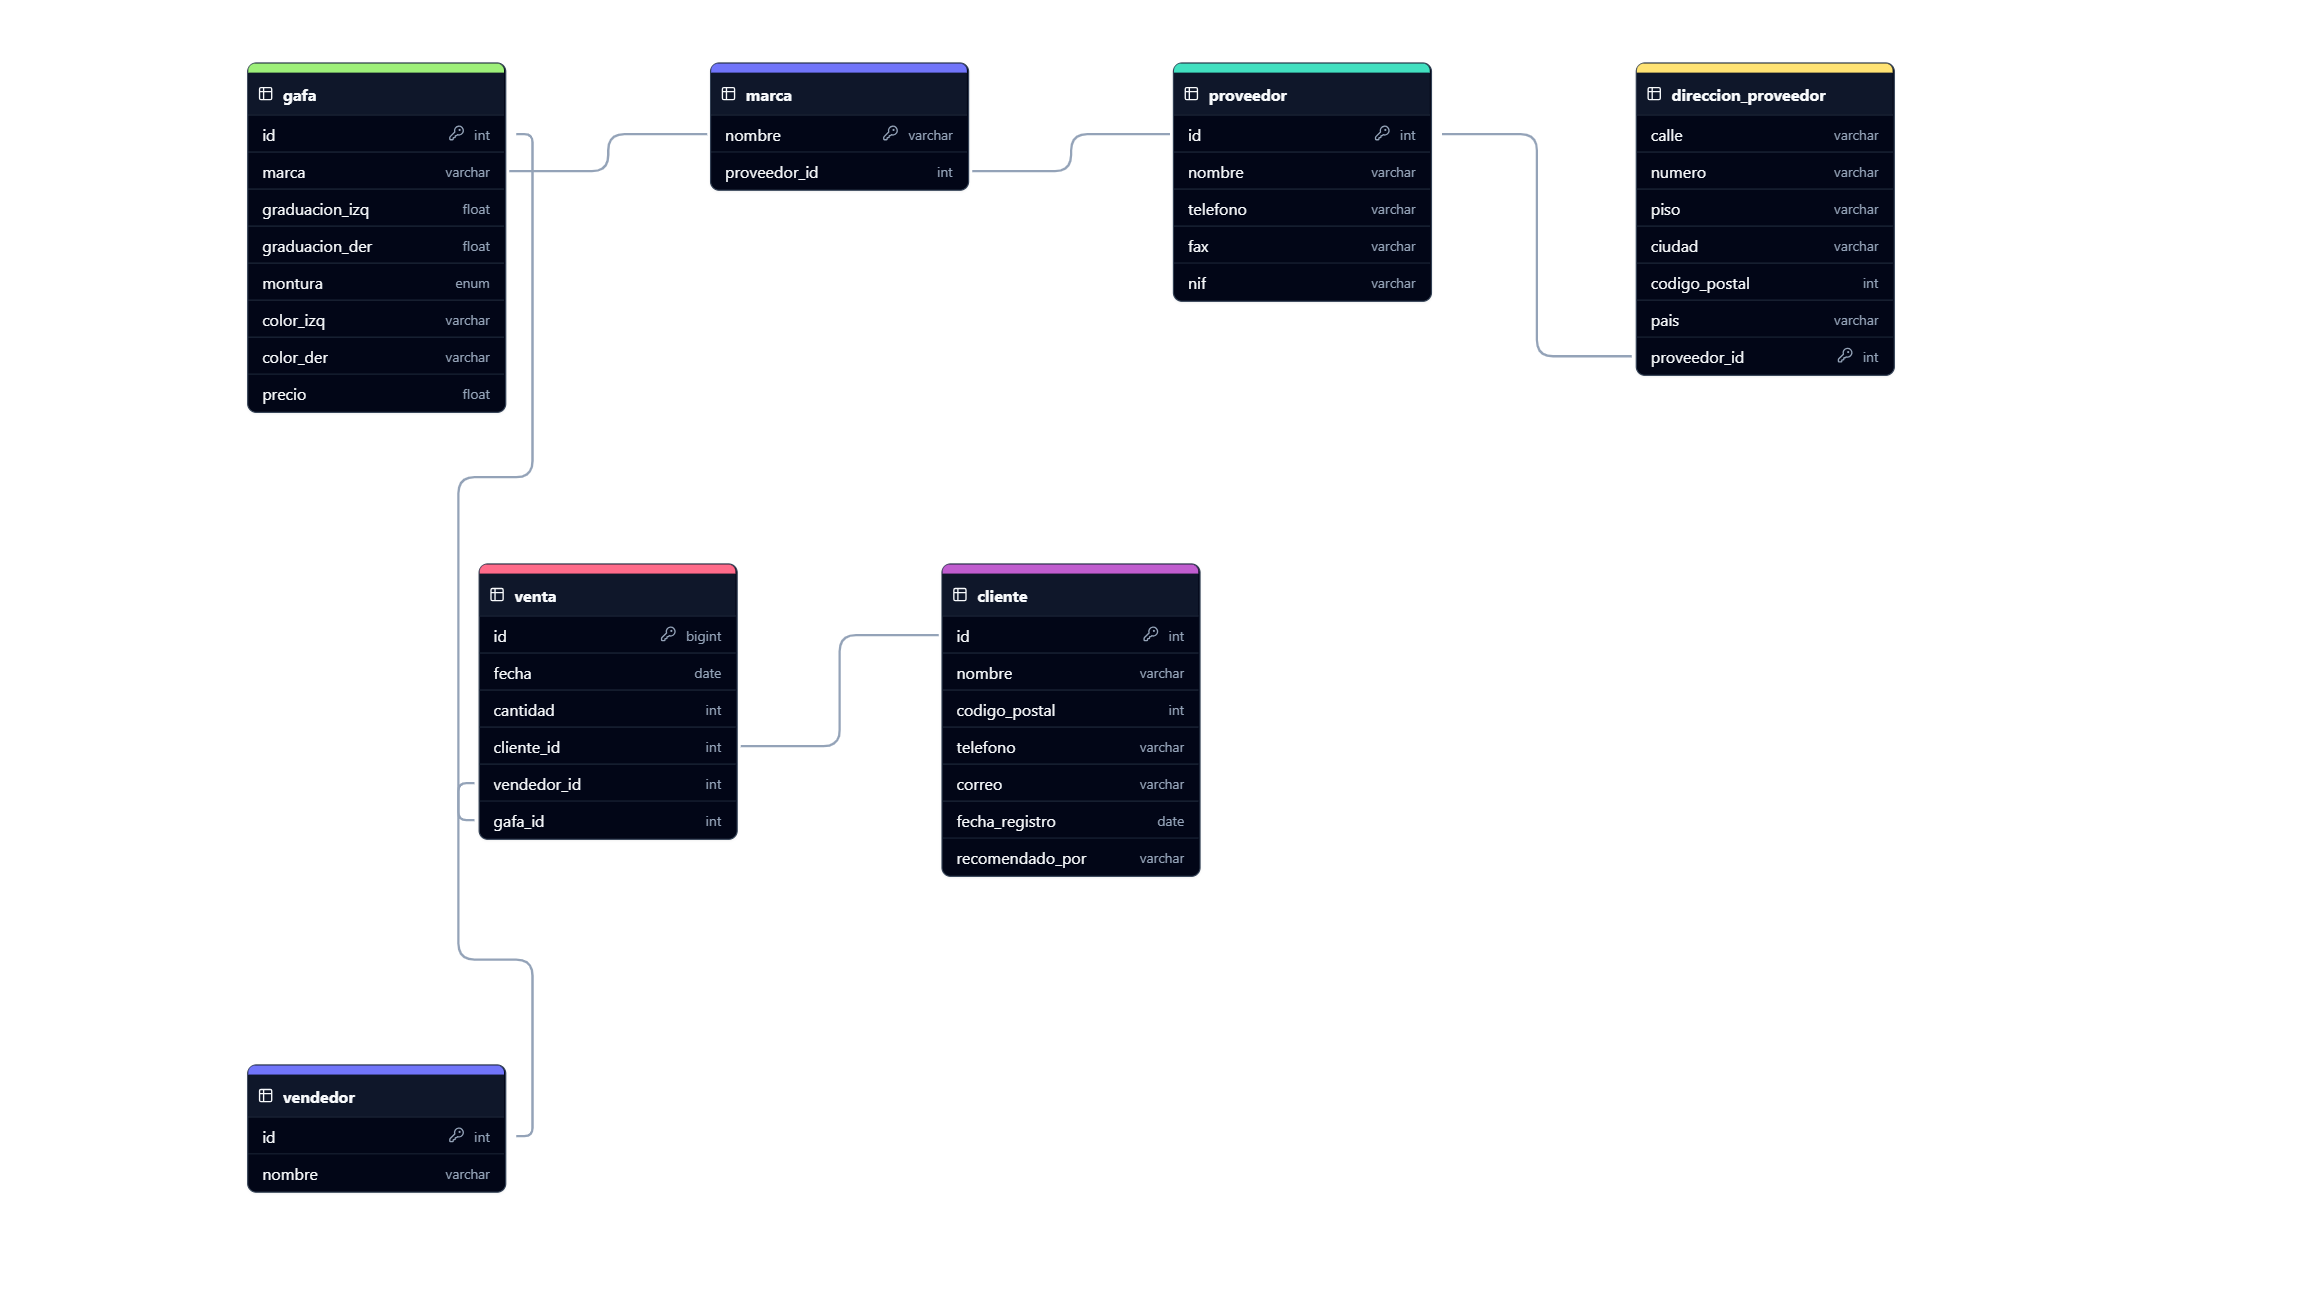 gafa
id int
marca varchar
graduacion_izq float
graduacion_der float
montura enum
color_izq varchar
color_der varchar
precio float
marca
nombre varchar
proveedor_id int
proveedor
id int
nombre varchar
telefono varchar
fax varchar
nif varchar
direccion_proveedor
calle varchar
numero varchar
piso varchar
ciudad varchar
codigo_postal int
pais varchar
proveedor_id int
venta
id bigint
fecha date
cantidad int
cliente_id int
vendedor_id int
gafa_id int
cliente
id int
nombre varchar
codigo_postal int
telefono varchar
correo varchar
fecha_registro date
recomendado_por varchar
vendedor
id int
nombre varchar